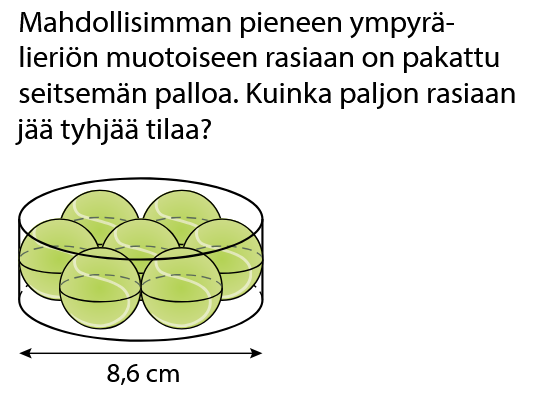 Mahdollisimman pieneen ympyrä-
lieriön muotoiseen rasiaan on pakattu
seitsemän palloa. Kuinka paljon rasiaan
jää tyhjää tilaa?
8,6 cm